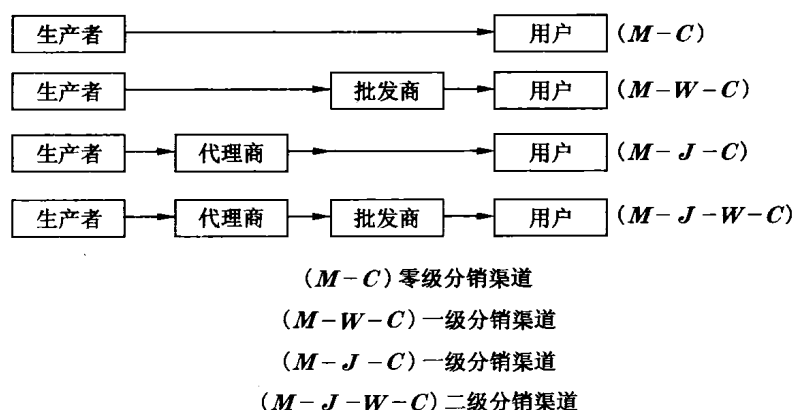 生产者 用户 (M-C)
生产者 批发商 用户 (M-W-C)
生产者 代理商 用户 (M-J-C)
生产者 代理商 批发商 用户 (M-J-W-C)
(M-C)零级分销渠道
(M-W-C)一级分销渠道
(M-J-C)一级分销渠道
(M-J-W-C)二级分销渠道